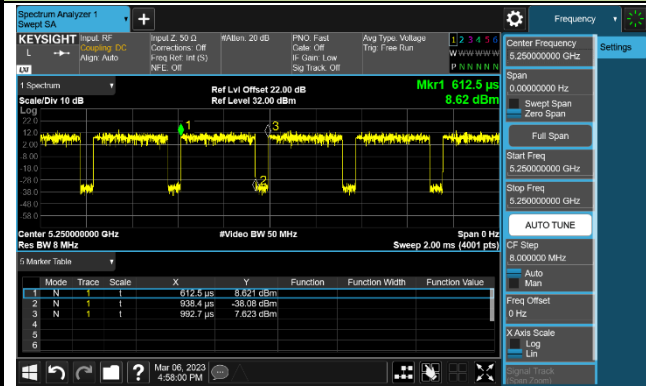 Spectrum Analyzer 1
Swept SA
Frequency
KEYSIGHT
L
LXI
Input: RF
Coupling: DC
Align: Auto
Input Z: 50 Ω
Corrections: Off
Freq Ref: Int (S)
NFE: Off
#Atten: 20 dB
PNO: Fast
Gate: Off
IF Gain: Low
Sig Track: Off
Avg Type: Voltage
Trig: Free Run
1 2 3 4 5 6
W W W W W W
P N N N N N
Settings
Center Frequency
5.250000000 GHz
Span
0.00000000 Hz
Swept Span
Zero Span
Full Span
Start Freq
5.250000000 GHz
Stop Freq
5.250000000 GHz
AUTO TUNE
CF Step
8.000000 MHz
Auto
Man
Freq Offset
0 Hz
X Axis Scale
Log
Lin
Signal Track
(Span Zoom)
1 Spectrum
Scale/Div 10 dB
Log
Ref Lvl Offset 22.00 dB
Ref Level 32.00 dBm
Mkr1 612.5 µs
8.62 dBm
22.0
12.0
2.00
-8.00
-18.0
-28.0
-38.0
-48.0
-58.0
1
2
3
Center 5.250000000 GHz
Res BW 8 MHz
#Video BW 50 MHz
Span 0 Hz
Sweep 2.00 ms (4001 pts)
5 Marker Table
Mode Trace Scale X Y Function Function Width Function Value
1 N 1 t 612.5 µs 8.621 dBm
2 N 1 t 938.4 µs -38.08 dBm
3 N 1 t 992.7 µs 7.623 dBm
4
5
6
?
Mar 06, 2023
4:58:00 PM